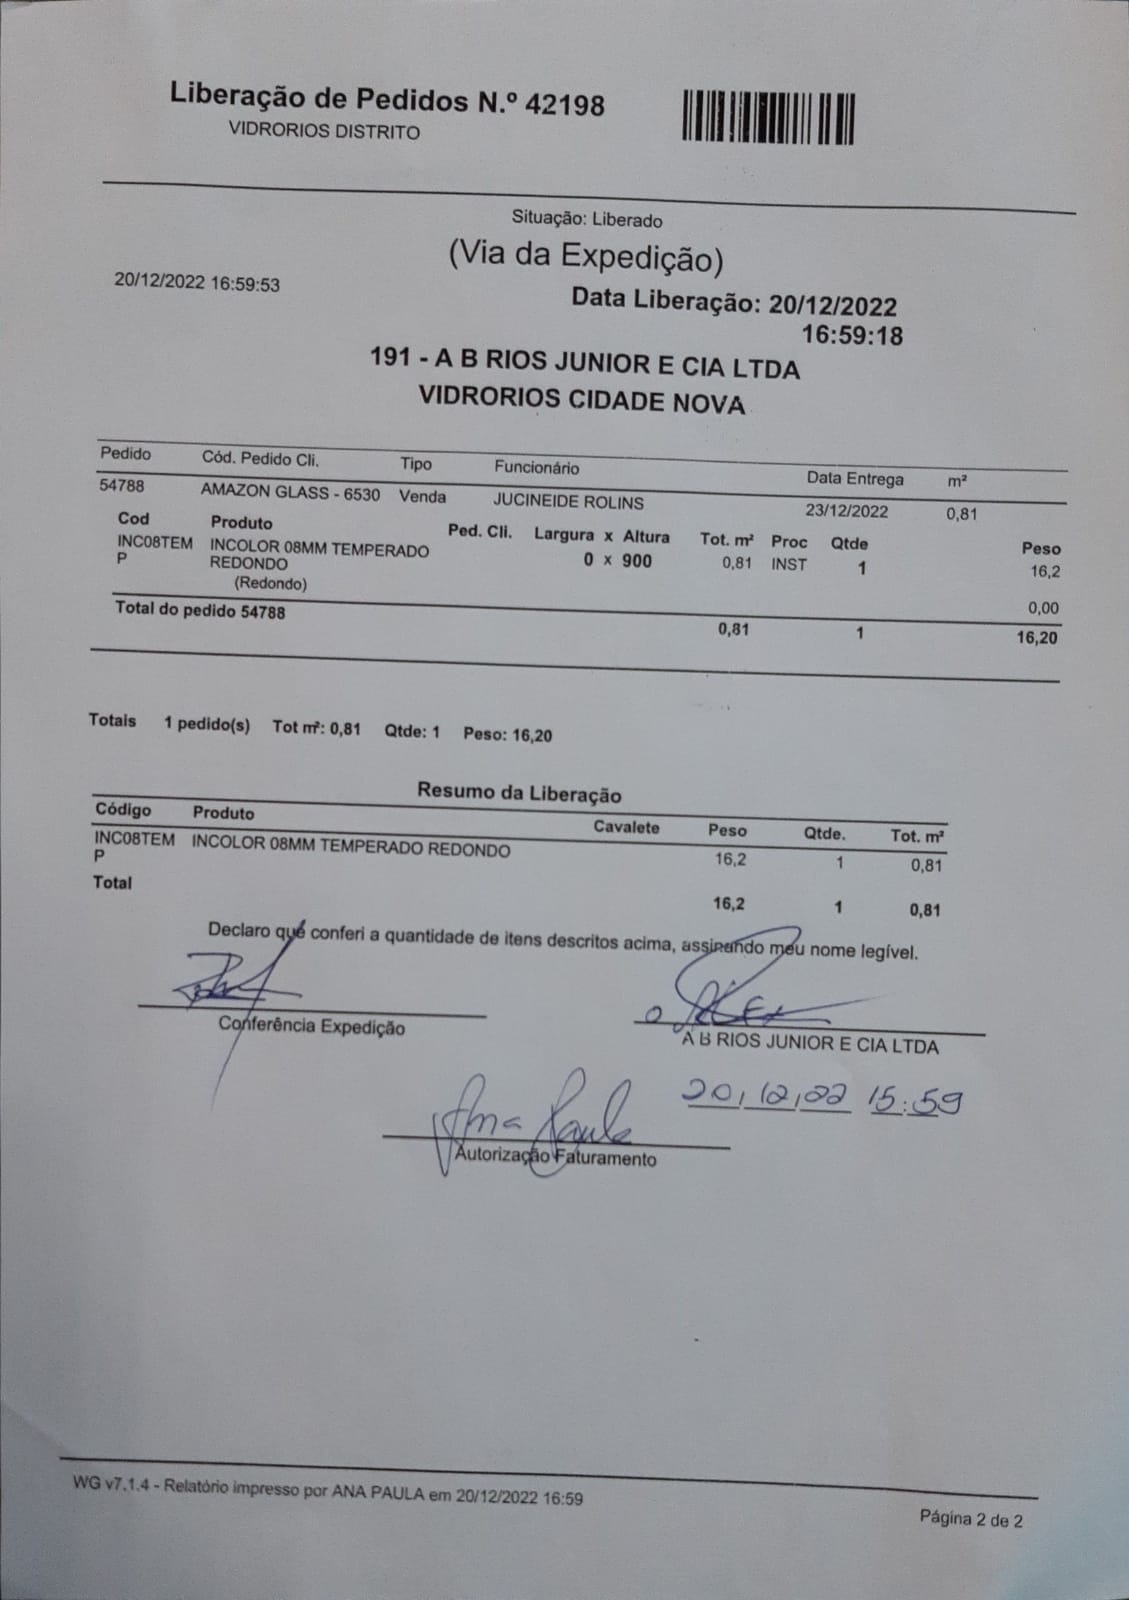 Liberação de Pedidos N.º 42198
VIDRORIOS DISTRITO
Situação: Liberado
(Via da Expedição)
20/12/2022 16:59:53
Data Liberação: 20/12/2022
16:59:18
191 - A B RIOS JUNIOR E CIA LTDA
VIDRORIOS CIDADE NOVA
Pedido Cód. Pedido Cli. Tipo Funcionário Data Entrega m²
54788 AMAZON GLASS - 6530 Venda JUCINEIDE ROLINS 23/12/2022 0,81
Cod Produto Ped. Cli. Largura x Altura Tot. m² Proc Qtde Peso
INC08TEM INCOLOR 08MM TEMPERADO 0 x 900 0,81 INST 1 16,2
P REDONDO
(Redondo)
0,00
Total do pedido 54788 0,81 1 16,20
Totais 1 pedido(s) Tot m²: 0,81 Qtde: 1 Peso: 16,20
Resumo da Liberação
Código Produto Cavalete Peso Qtde. Tot. m²
INC08TEM INCOLOR 08MM TEMPERADO REDONDO 16,2 1 0,81
P
Total 16,2 1 0,81
Declaro que conferi a quantidade de itens descritos acima, assinando meu nome legível.
Conferência Expedição
A B RIOS JUNIOR E CIA LTDA
20,12,22 15:59
Ana Paula
Autorização Faturamento
WG v7.1.4 - Relatório impresso por ANA PAULA em 20/12/2022 16:59
Página 2 de 2